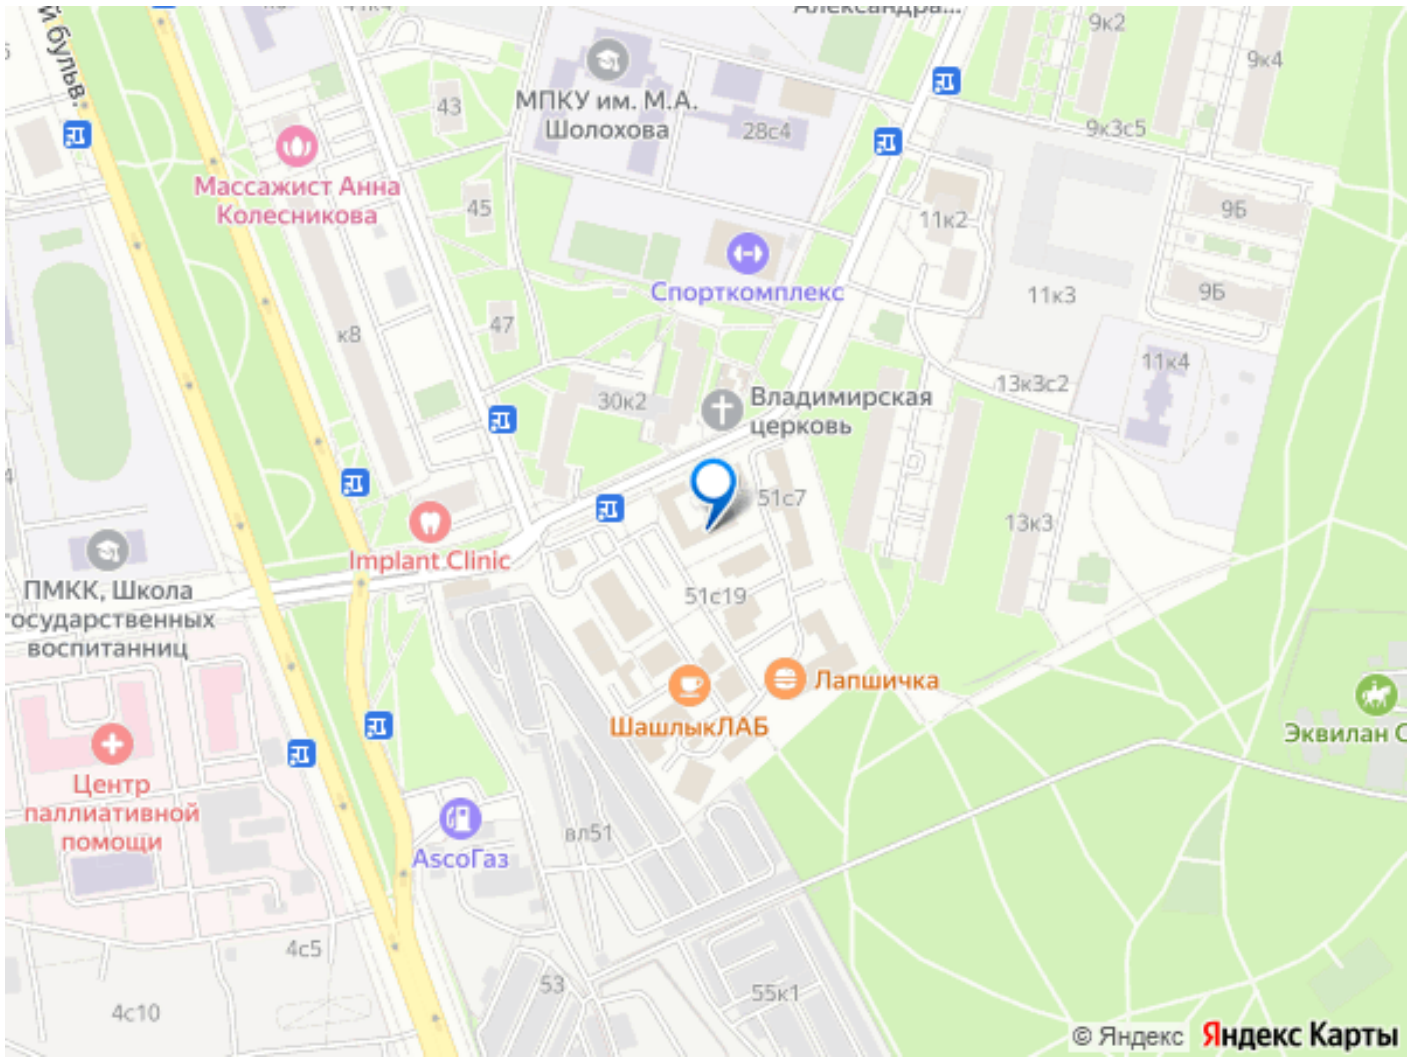 й бульв.
41к4
Александра...
9к2
9к4
МПКУ им. М.А.
Шолохова
43
28с4
9к3с5
Массажист Анна
Колесникова
45
11к2
9Б
Спорткомплекс
11к3
9Б
47
к8
11к4
13к3с2
30к2
Владимирская
церковь
51с7
13к3
Implant Clinic
ПМКК, Школа
государственных
воспитанниц
51с19
Лапшичка
ШашлыкЛАБ
Эквилан С
Центр
паллиативной
помощи
AscoГаз
вл51
4с5
53
55к1
4с10
© Яндекс Яндекс Карты